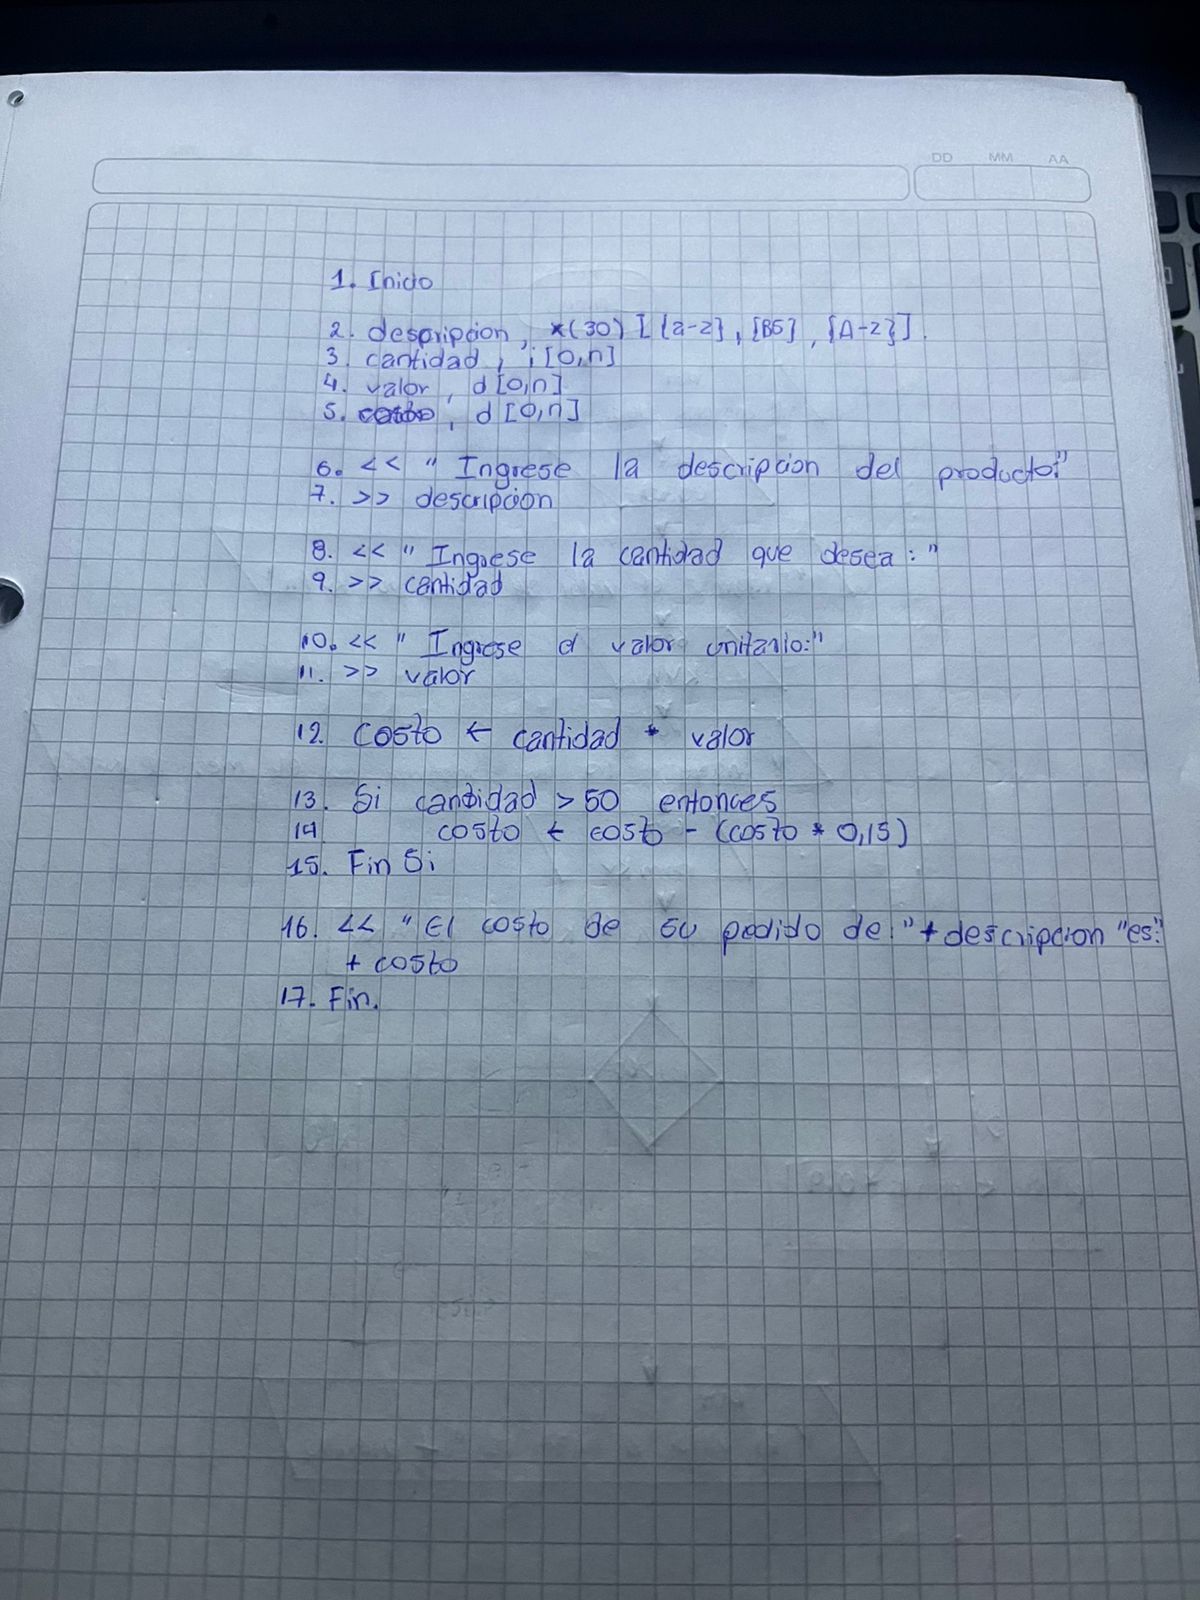 DD MM AA
1. Inicio
2. descripcion, *(30) [{a-z}, [BS], {A-Z}].
3. cantidad, i[0,n]
4. valor, d[0,n]
5. costo, d[0,n]
6. << "Ingrese la descripcion del producto:"
7. >> descripcion
8. << "Ingrese la cantidad que desea:"
9. >> cantidad
10. << "Ingrese el valor unitario:"
11. >> valor
12. costo ← cantidad * valor
13. Si cantidad > 50 entonces
14 costo ← costo - (costo * 0,15)
15. Fin Si
16. << "El costo de su pedido de:" + descripcion "es:"
+ costo
17. Fin.